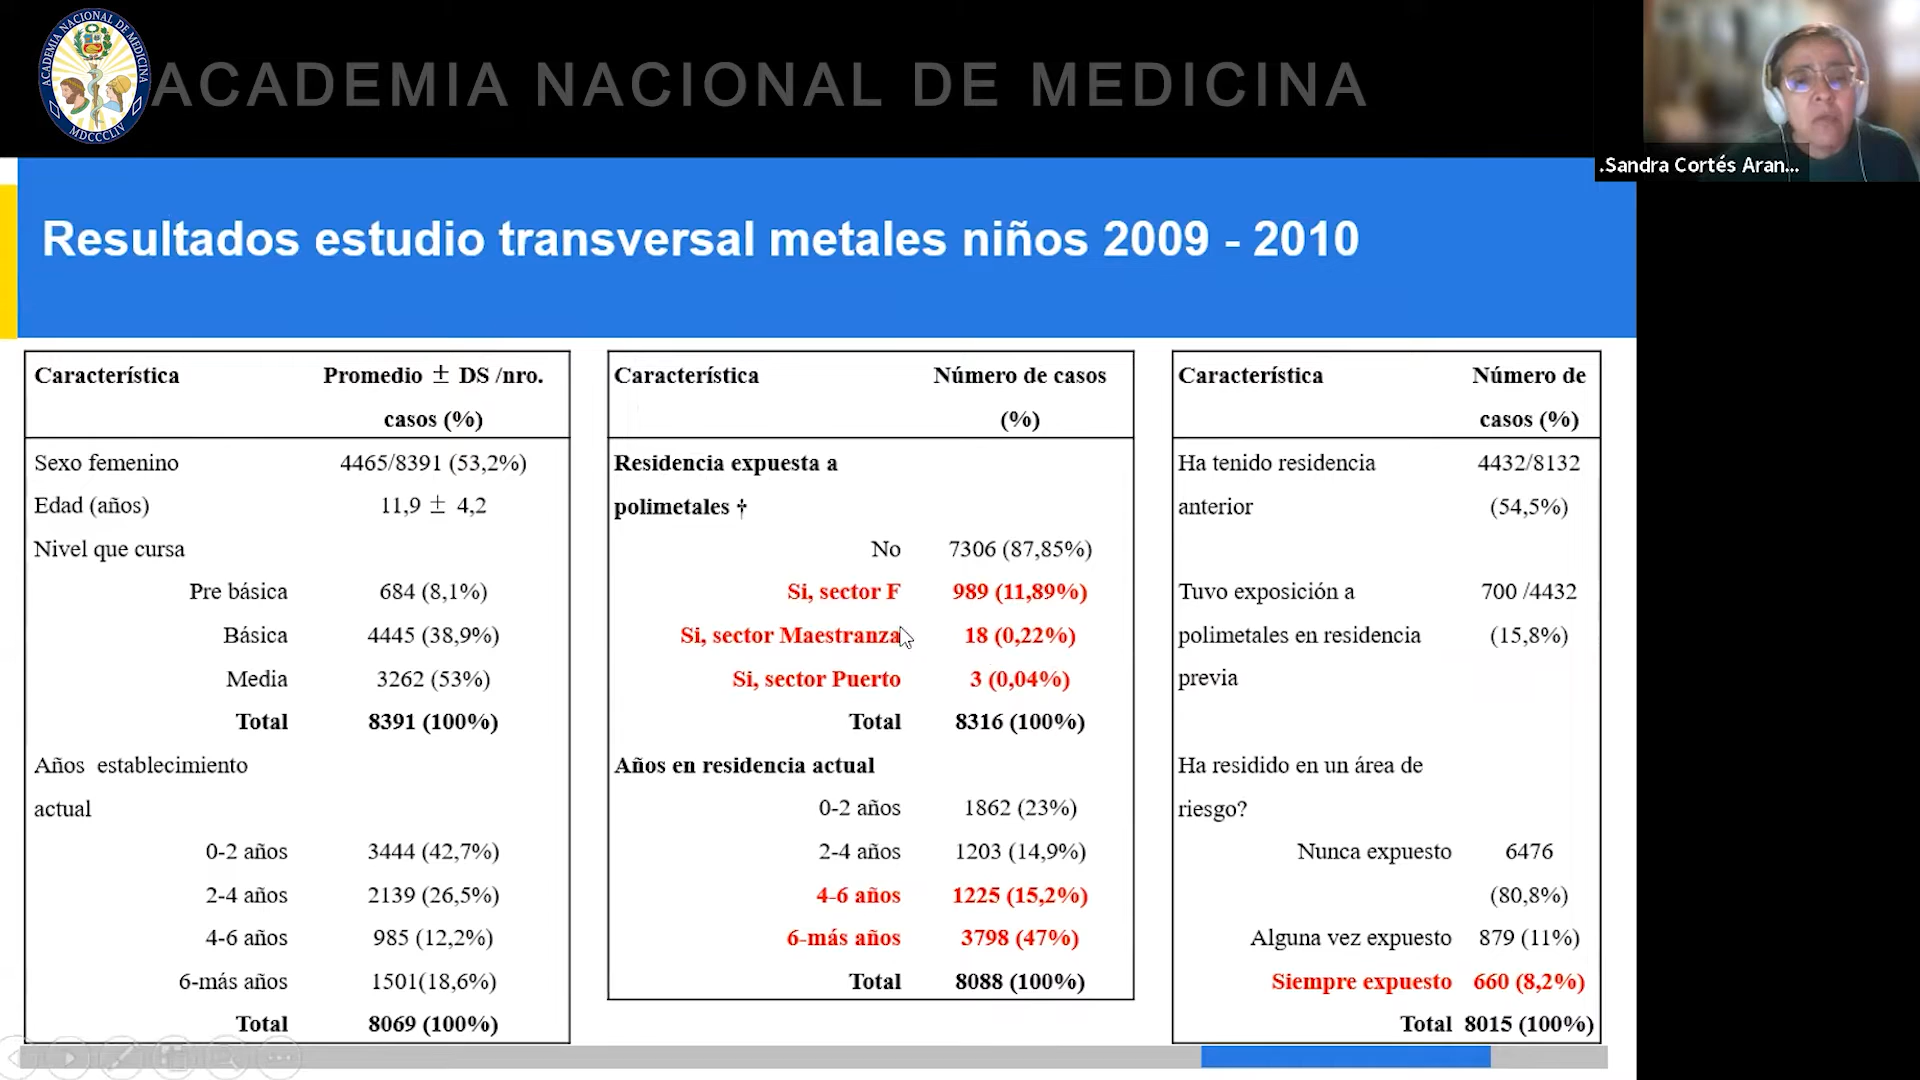 ACADEMIA NACIONAL DE MEDICINA
MDCCCLIV
ACADEMIA NACIONAL DE MEDICINA
.Sandra Cortés Aran...
Resultados estudio transversal metales niños 2009 - 2010
Característica Promedio ± DS /nro.
casos (%)
Sexo femenino 4465/8391 (53,2%)
Edad (años) 11,9 ± 4,2
Nivel que cursa
Pre básica 684 (8,1%)
Básica 4445 (38,9%)
Media 3262 (53%)
Total 8391 (100%)
Años establecimiento
actual
0-2 años 3444 (42,7%)
2-4 años 2139 (26,5%)
4-6 años 985 (12,2%)
6-más años 1501(18,6%)
Total 8069 (100%)
Característica Número de casos
(%)
Residencia expuesta a
polimetales †
No 7306 (87,85%)
Si, sector F 989 (11,89%)
Si, sector Maestranza 18 (0,22%)
Si, sector Puerto 3 (0,04%)
Total 8316 (100%)
Años en residencia actual
0-2 años 1862 (23%)
2-4 años 1203 (14,9%)
4-6 años 1225 (15,2%)
6-más años 3798 (47%)
Total 8088 (100%)
Característica Número de
casos (%)
Ha tenido residencia 4432/8132
anterior (54,5%)
Tuvo exposición a 700 /4432
polimetales en residencia (15,8%)
previa
Ha residido en un área de
riesgo?
Nunca expuesto 6476
(80,8%)
Alguna vez expuesto 879 (11%)
Siempre expuesto 660 (8,2%)
Total 8015 (100%)